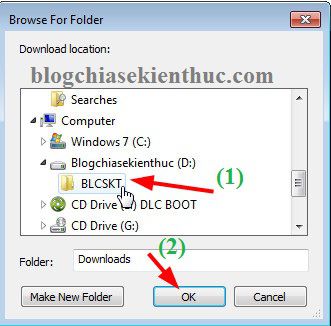 Browse For Folder
Download location:
blogchiasekienthuc.com
Searches
Computer
Windows 7 (C:)
Blogchiasekienthuc (D:)
BLCSKT
(1)
CD Drive DLC BOOT
CD Drive (G:)
(2)
Folder: Downloads
Make New Folder OK Cancel